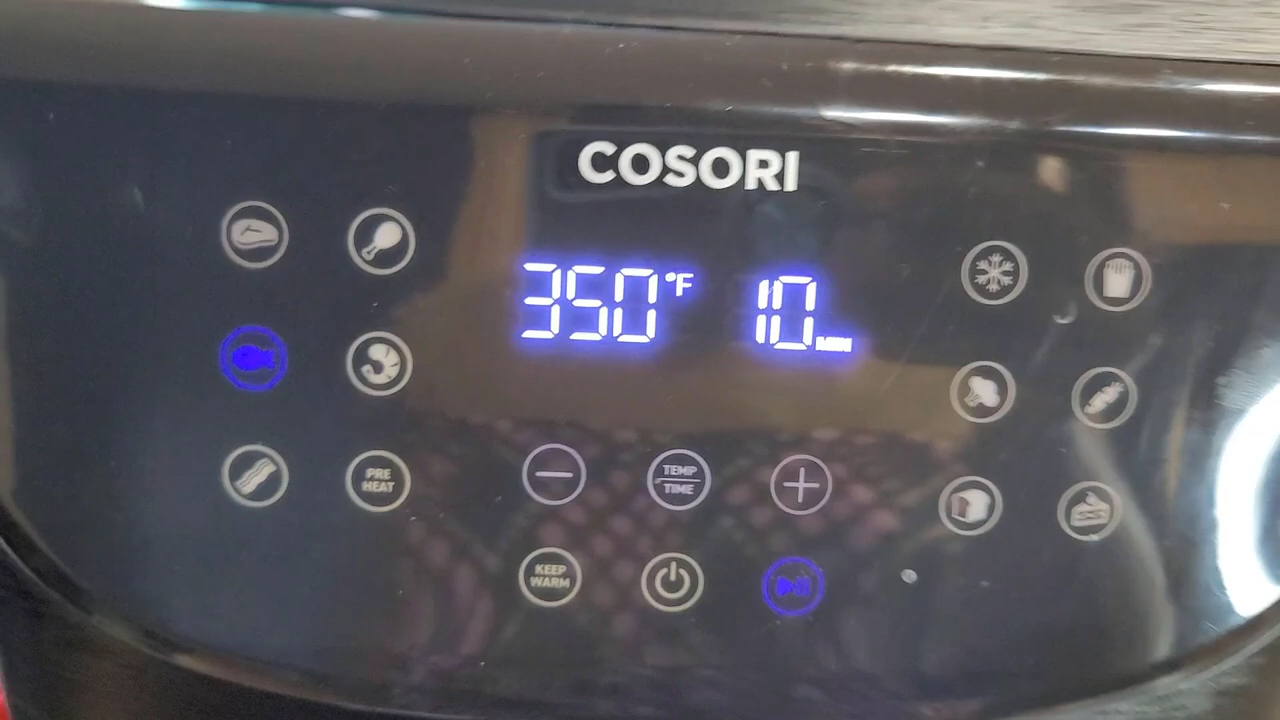 COSORI
350°F 10 MIN
PRE
HEAT
TEMP
TIME
KEEP
WARM